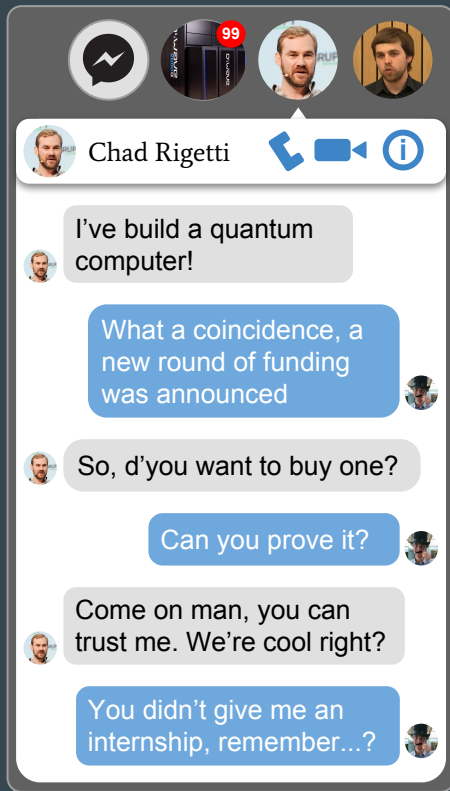 99
D:WAVE
Chad Rigetti
I've build a quantum
computer!
What a coincidence, a
new round of funding
was announced
So, d'you want to buy one?
Can you prove it?
Come on man, you can
trust me. We're cool right?
You didn't give me an
internship, remember...?